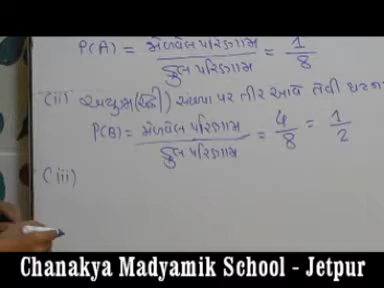 P(A) = મેળવેલ પરિણામ / કુલ પરિણામ = 1/8
(ii) અયુગ્મ(એકી) સંખ્યા પર તીર આવે તેવી ઘટના
P(B) = મેળવેલ પરિણામ / કુલ પરિણામ = 4/8 = 1/2
(iii)
Chanakya Madyamik School - Jetpur